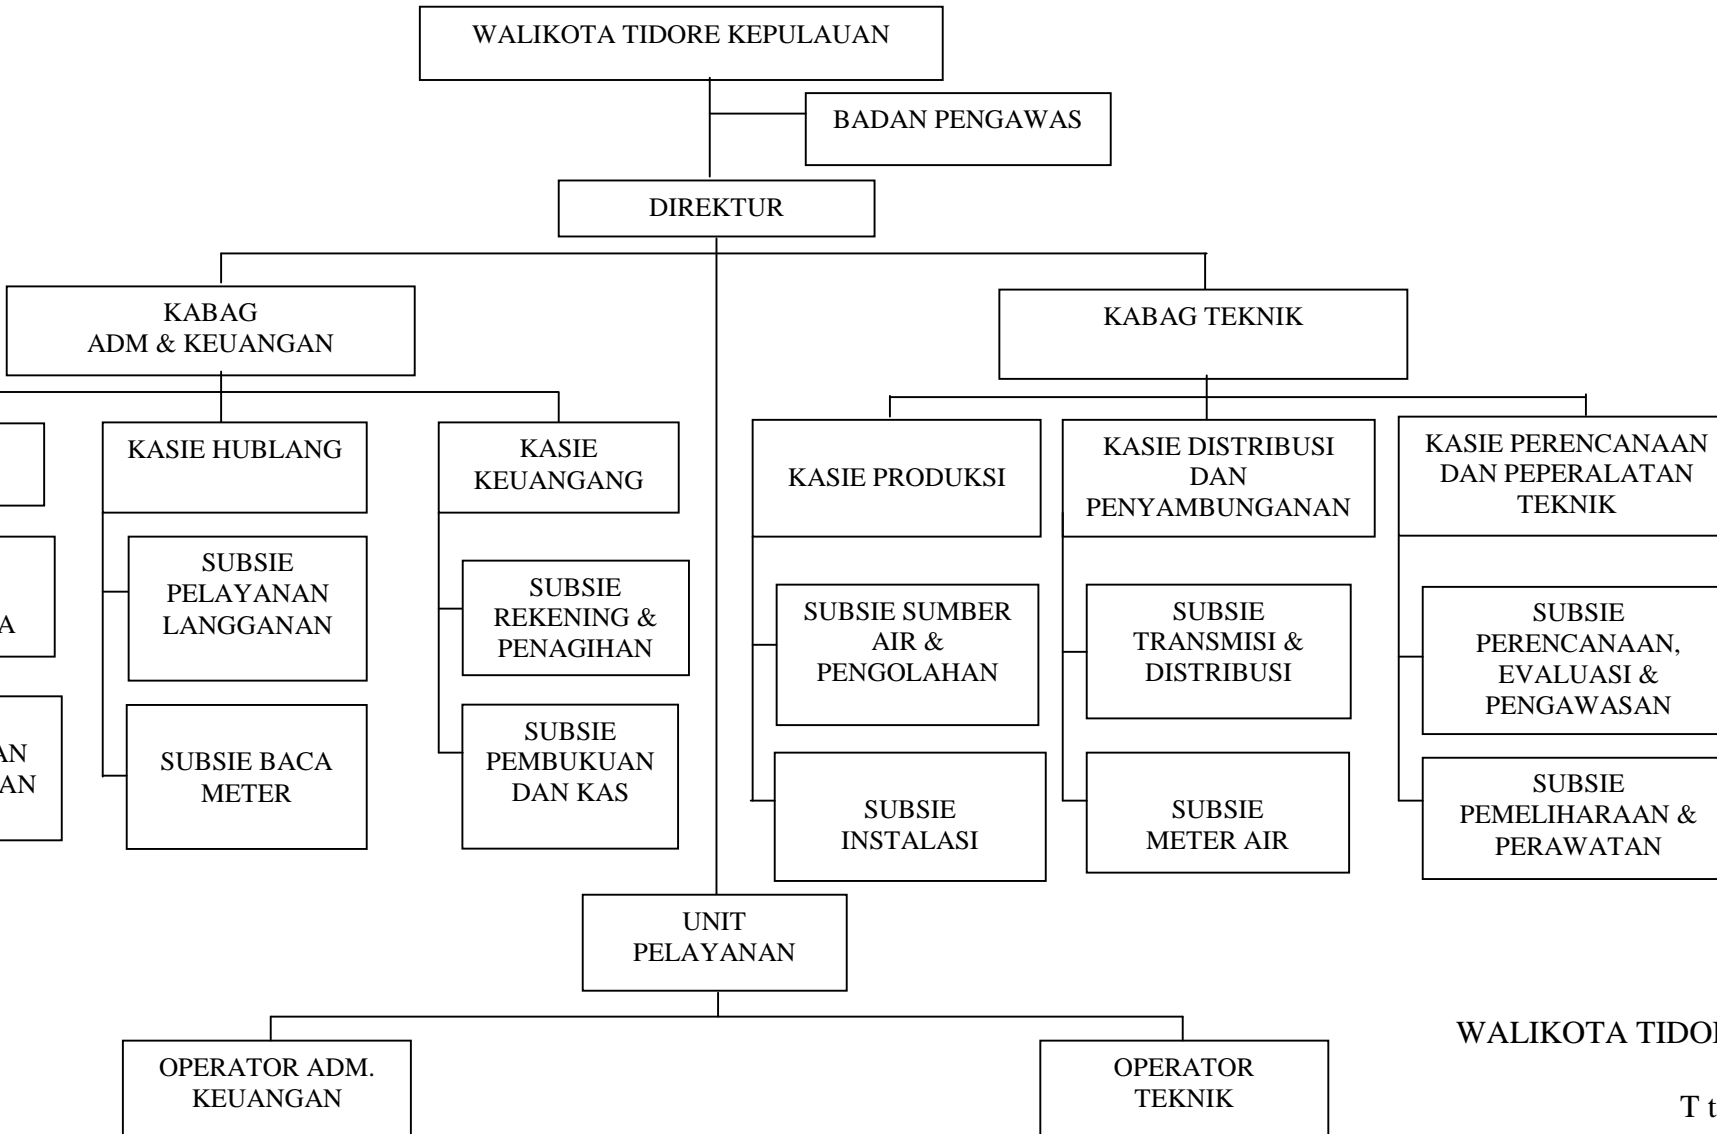 WALIKOTA TIDORE KEPULAUAN
BADAN PENGAWAS
DIREKTUR
KABAG
ADM & KEUANGAN
KABAG TEKNIK
KASIE HUBLANG
KASIE
KEUANGANG
KASIE PRODUKSI
KASIE DISTRIBUSI
DAN
PENYAMBUNGANAN
KASIE PERENCANAAN
DAN PEPERALATAN
TEKNIK
A
SUBSIE
PELAYANAN
LANGGANAN
SUBSIE
REKENING &
PENAGIHAN
SUBSIE SUMBER
AIR &
PENGOLAHAN
SUBSIE
TRANSMISI &
DISTRIBUSI
SUBSIE
PERENCANAAN,
EVALUASI &
PENGAWASAN
AN
AN
SUBSIE BACA
METER
SUBSIE
PEMBUKUAN
DAN KAS
SUBSIE
INSTALASI
SUBSIE
METER AIR
SUBSIE
PEMELIHARAAN &
PERAWATAN
UNIT
PELAYANAN
OPERATOR ADM.
KEUANGAN
OPERATOR
TEKNIK
WALIKOTA
T t